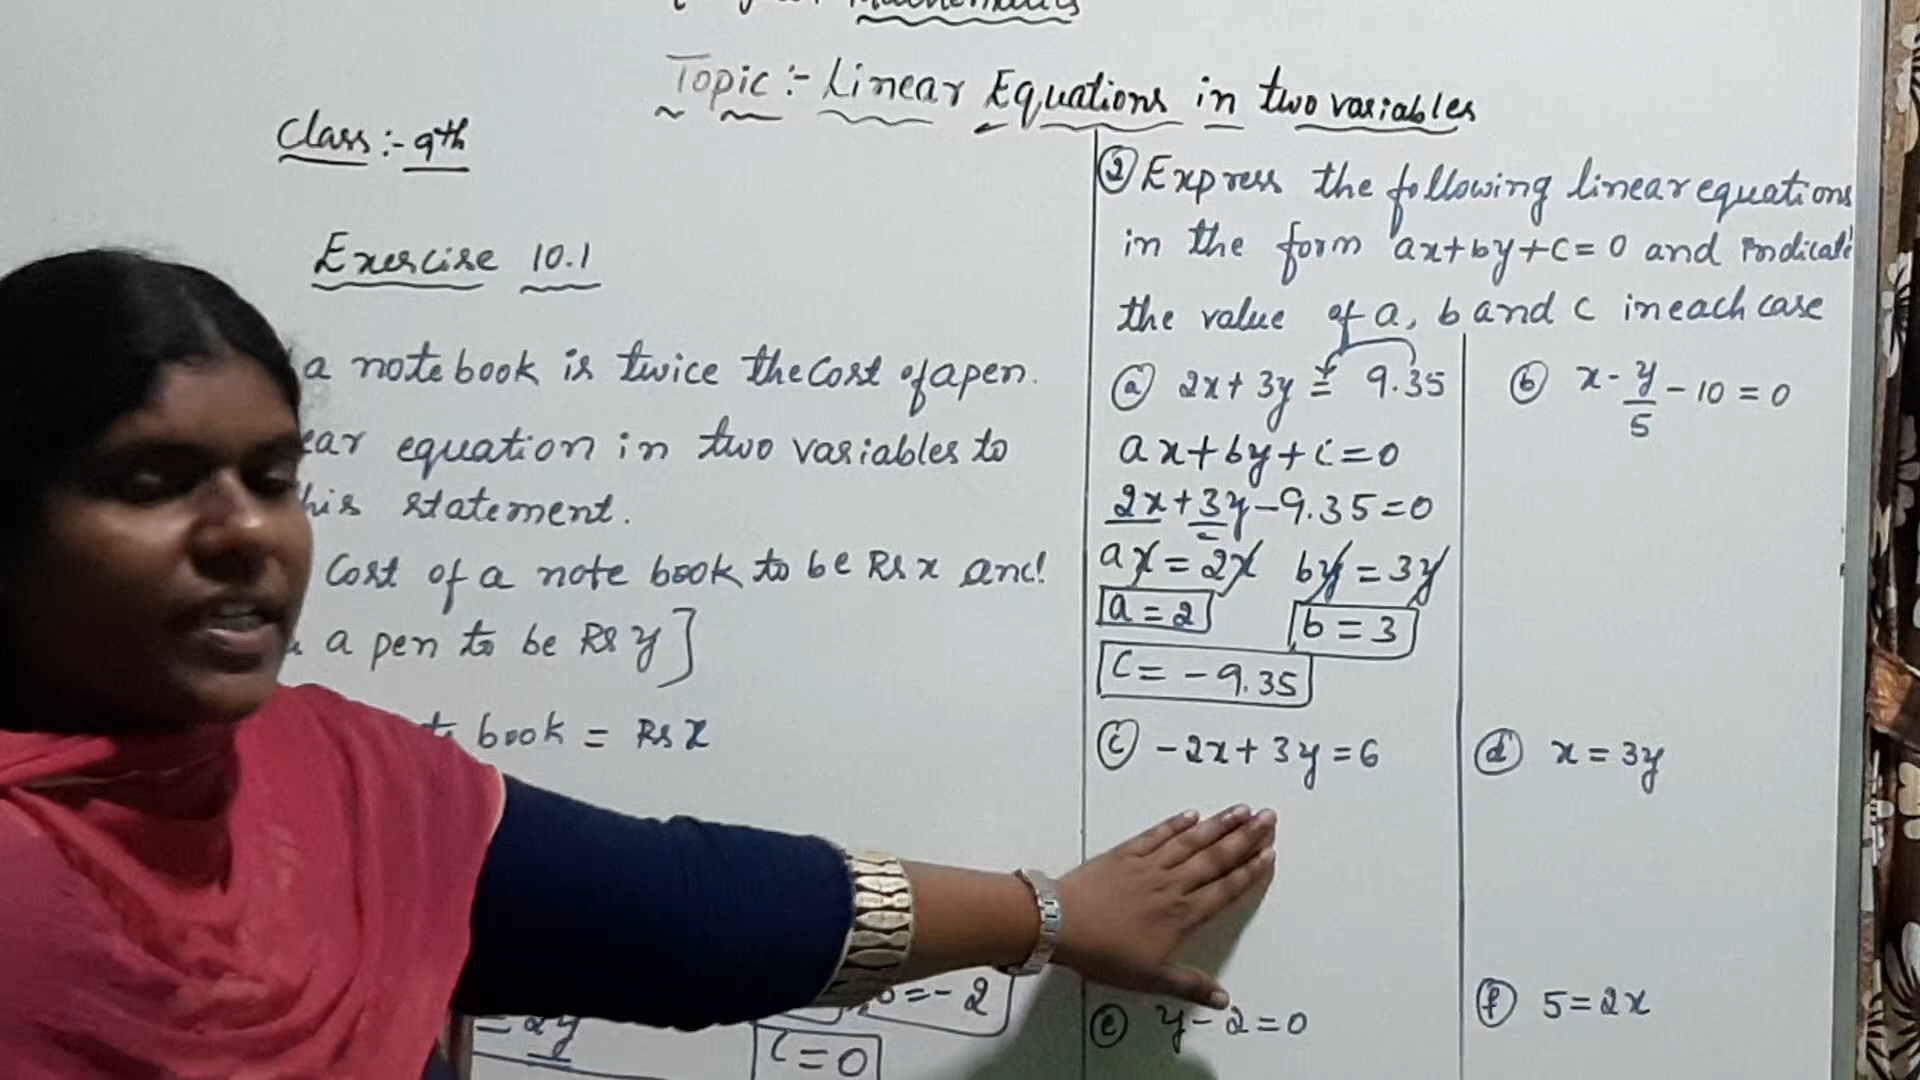 Mathematics
Topic:- Linear Equations in two variables
Class:- 9th
Exercise 10.1
a note book is twice the cost of a pen.
equation in two variables to
statement.
Cost of a note book to be Rs x and
a pen to be Rs y]
book = Rs x
= 2y
b=-2
C=0
② Express the following linear equations
in the form ax+by+c=0 and indicate
the value of a, b and c in each case
ⓐ 2x+3y = 9.35
ax+by+c=0
2x+3y-9.35=0
ax=2x by=3y
a=2 b=3
C=-9.35
ⓑ x-y/5-10=0
ⓒ -2x+3y=6
ⓓ x=3y
ⓔ y-2=0
ⓕ 5=2x